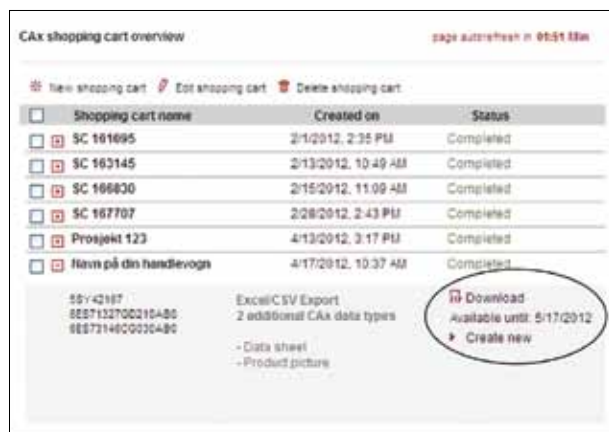 CAx shopping cart overview
page autorefresh in 01:51 Min
New shopping cart Edit shopping cart Delete shopping cart
Shopping cart name Created on Status
SC 161695 2/1/2012, 2:35 PM Completed
SC 163145 2/13/2012, 10:49 AM Completed
SC 166830 2/15/2012, 11:09 AM Completed
SC 167707 2/28/2012, 2:43 PM Completed
Prosjekt 123 4/13/2012, 3:17 PM Completed
Navn på din handlevogn 4/17/2012, 10:37 AM Completed
Excel/CSV Export
2 additional CAx data types
- Data sheet
- Product picture
Download
Available until: 5/17/2012
Create new